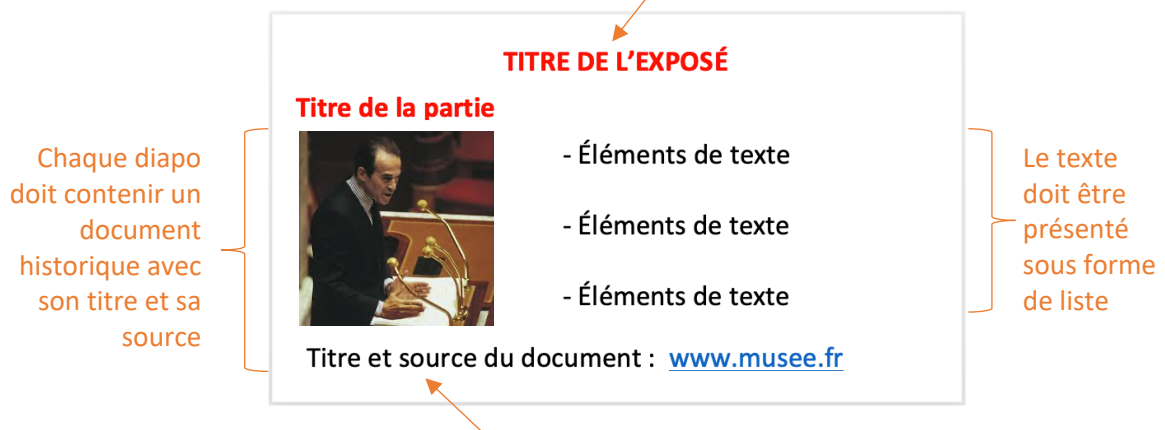 TITRE DE L'EXPOSÉ
Titre de la partie
Chaque diapo
doit contenir un
document
historique avec
son titre et sa
source
- Éléments de texte
- Éléments de texte
- Éléments de texte
Le texte
doit être
présenté
sous forme
de liste
Titre et source du document : www.musee.fr